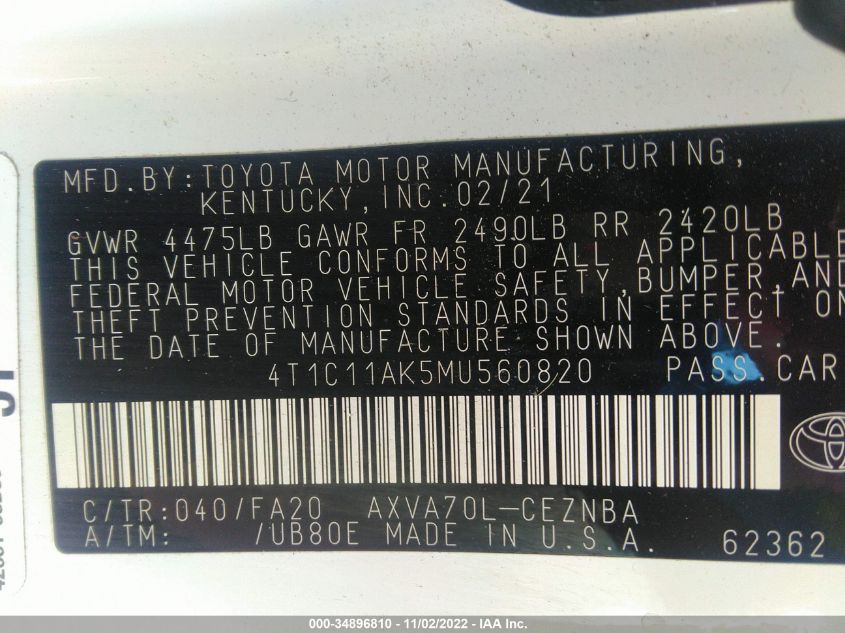 MFD.BY:TOYOTA MOTOR MANUFACTURING,
KENTUCKY,INC.02/21
GVWR 4475LB GAWR FR 2490LB RR 2420LB
THIS VEHICLE CONFORMS TO ALL APPLICABLE
FEDERAL MOTOR VEHICLE SAFETY,BUMPER,AND
THEFT PREVENTION STANDARDS IN EFFECT ON
THE DATE OF MANUFACTURE SHOWN ABOVE.
4T1C11AK5MU560820 PASS.CAR
C/TR:040/FA20 AXVA70L-CEZNBA
A/TM: /UB80E MADE IN U.S.A. 62362
000-34896810 - 11/02/2022 - IAA Inc.